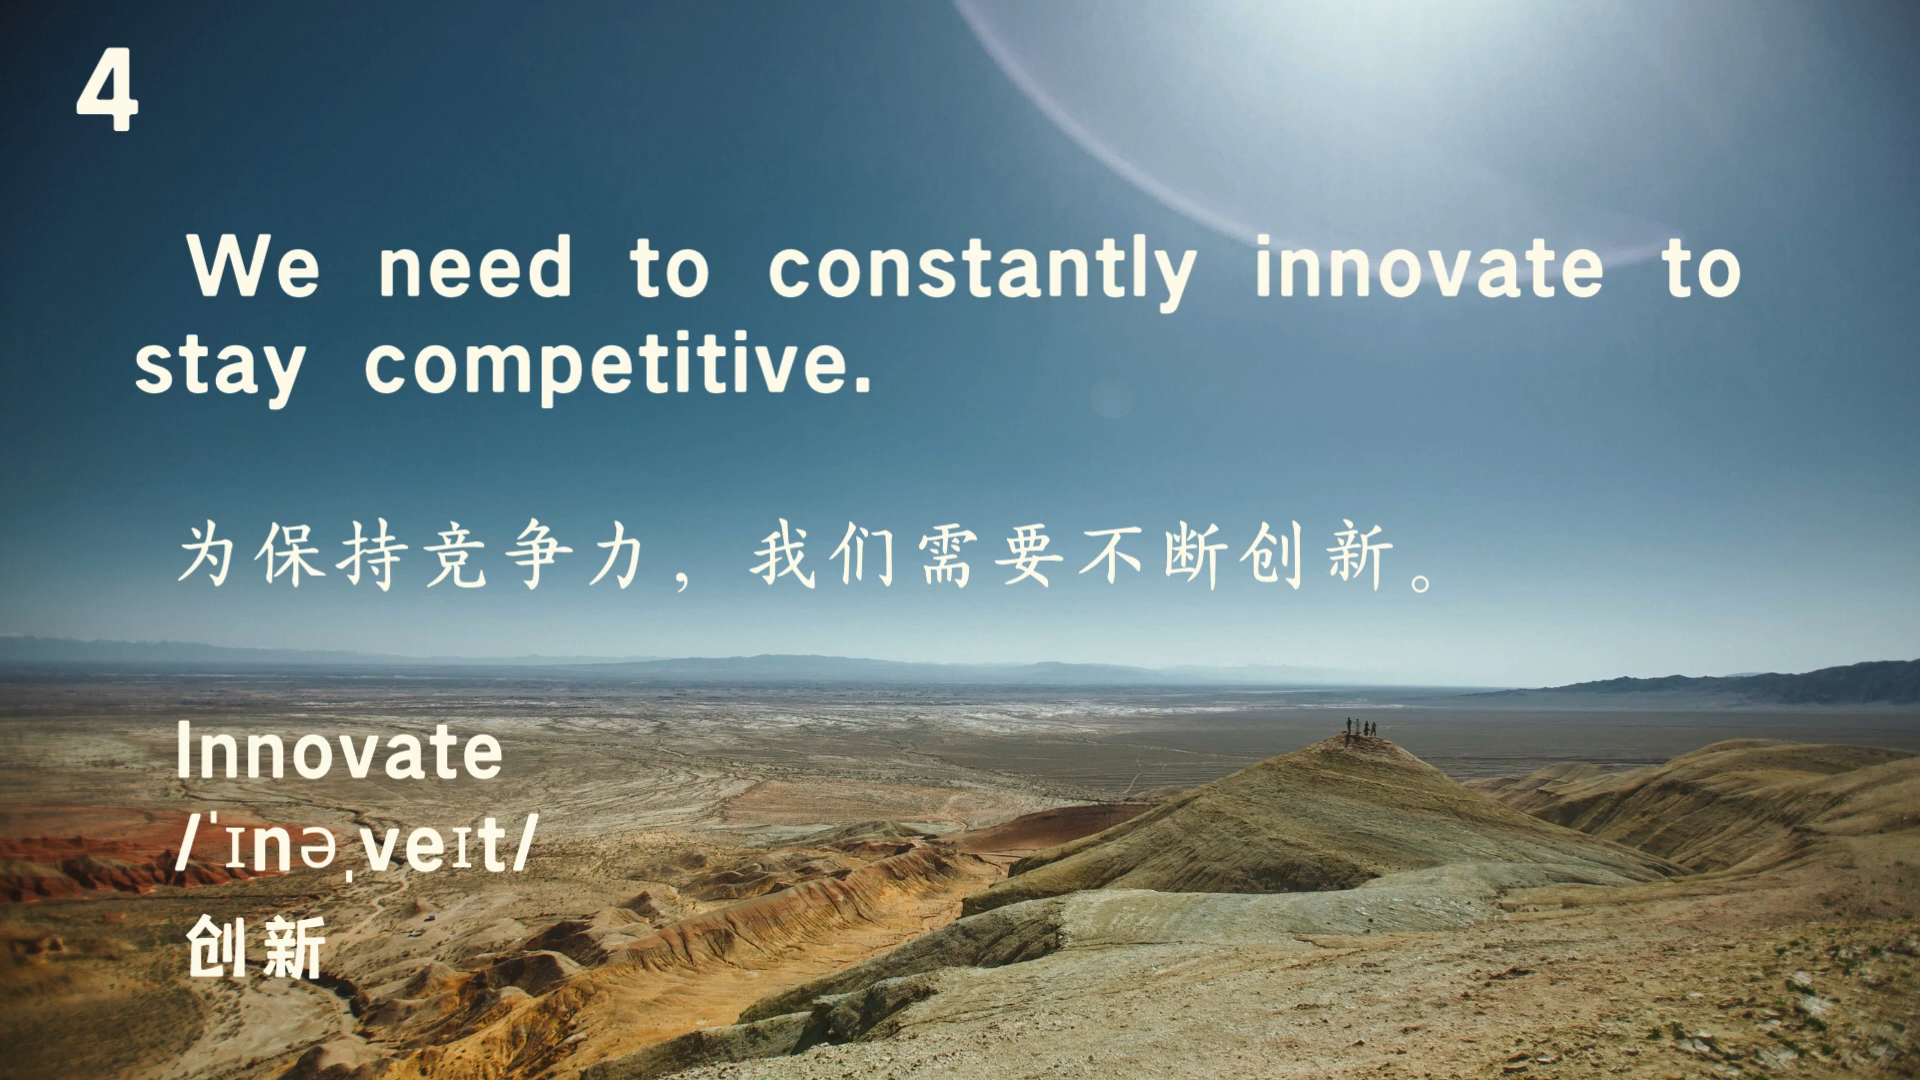 4
We need to constantly innovate to
stay competitive.
为保持竞争力，我们需要不断创新。
Innovate
/ˈɪnəˌveɪt/
创新